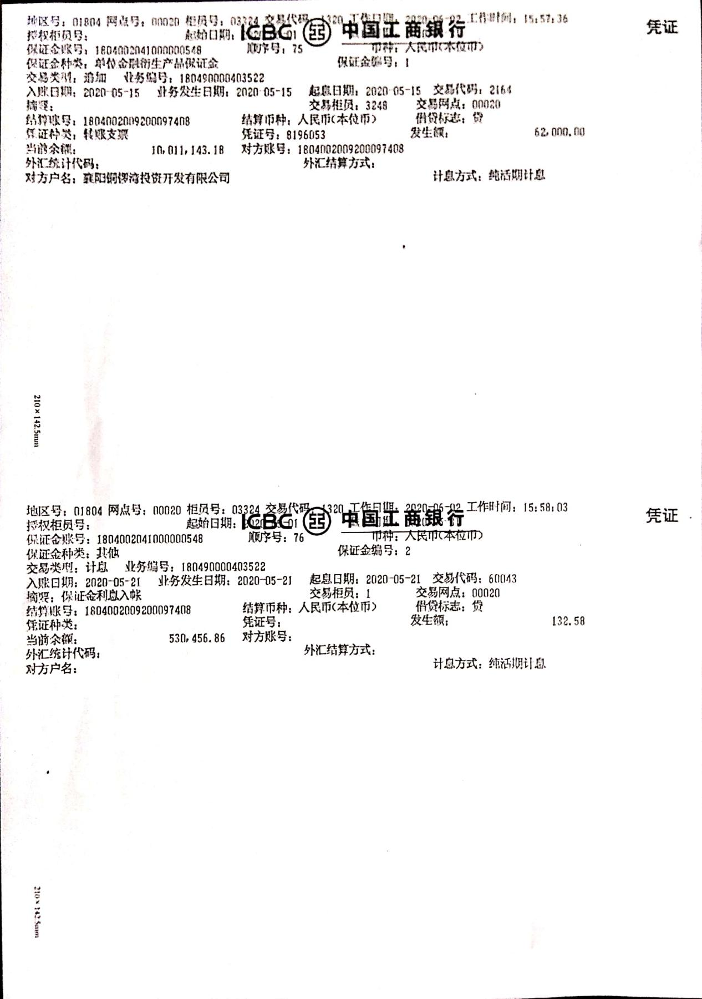 地区号：01804 网点号：00020 柜员号：03324 交易代码：1320 工作日期：2020-06-02 工作时间：15:57:36
ICBC 中国工商银行 凭证
授权柜员号： 起始日期：
保证金账号：1804002041000000548 顺序号：75 币种：人民币(本位币)
保证金种类：单位金融衍生产品保证金 保证金编号：1
交易类型：追加 业务编号：180490000403522
入账日期：2020-05-15 业务发生日期：2020-05-15 起息日期：2020-05-15 交易代码：2164
摘要： 交易柜员：3248 交易网点：00020
结算账号：1804002009200097408 结算币种：人民币(本位币) 借贷标志：贷
凭证种类：转账支票 凭证号：8196053 发生额： 62,000.00
当前余额： 10,011,143.18 对方账号：1804002009200097408
外汇统计代码： 外汇结算方式：
对方户名：襄阳铜锣湾投资开发有限公司 计息方式：纯活期计息
210×142.5mm
地区号：01804 网点号：00020 柜员号：03324 交易代码：1320 工作日期：2020-06-02 工作时间：15:58:03
ICBC 中国工商银行 凭证
授权柜员号： 起始日期：2020-05-01
保证金账号：1804002041000000548 顺序号：76 币种：人民币(本位币)
保证金种类：其他 保证金编号：2
交易类型：计息 业务编号：180490000403522
入账日期：2020-05-21 业务发生日期：2020-05-21 起息日期：2020-05-21 交易代码：60043
摘要：保证金利息入帐 交易柜员：1 交易网点：00020
结算账号：1804002009200097408 结算币种：人民币(本位币) 借贷标志：贷
凭证种类： 凭证号： 发生额： 132.58
当前余额： 530,456.86 对方账号：
外汇统计代码： 外汇结算方式：
对方户名： 计息方式：纯活期计息
210×142.5mm